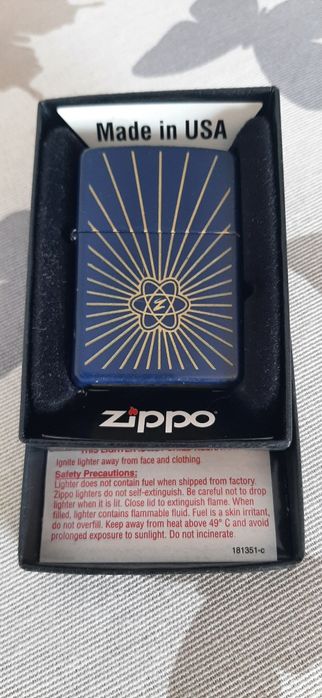 Made in USA
Z
zippo
THIS LIGHTER
Ignite lighter away from face and clothing.
Safety Precautions:
Lighter does not contain fuel when shipped from factory.
Zippo lighters do not self-extinguish. Be careful not to drop
lighter when it is lit. Close lid to extinguish flame. When
filled, lighter contains flammable fluid. Fuel is a skin irritant,
do not overfill. Keep away from heat above 49° C and avoid
prolonged exposure to sunlight. Do not incinerate.
181351-c